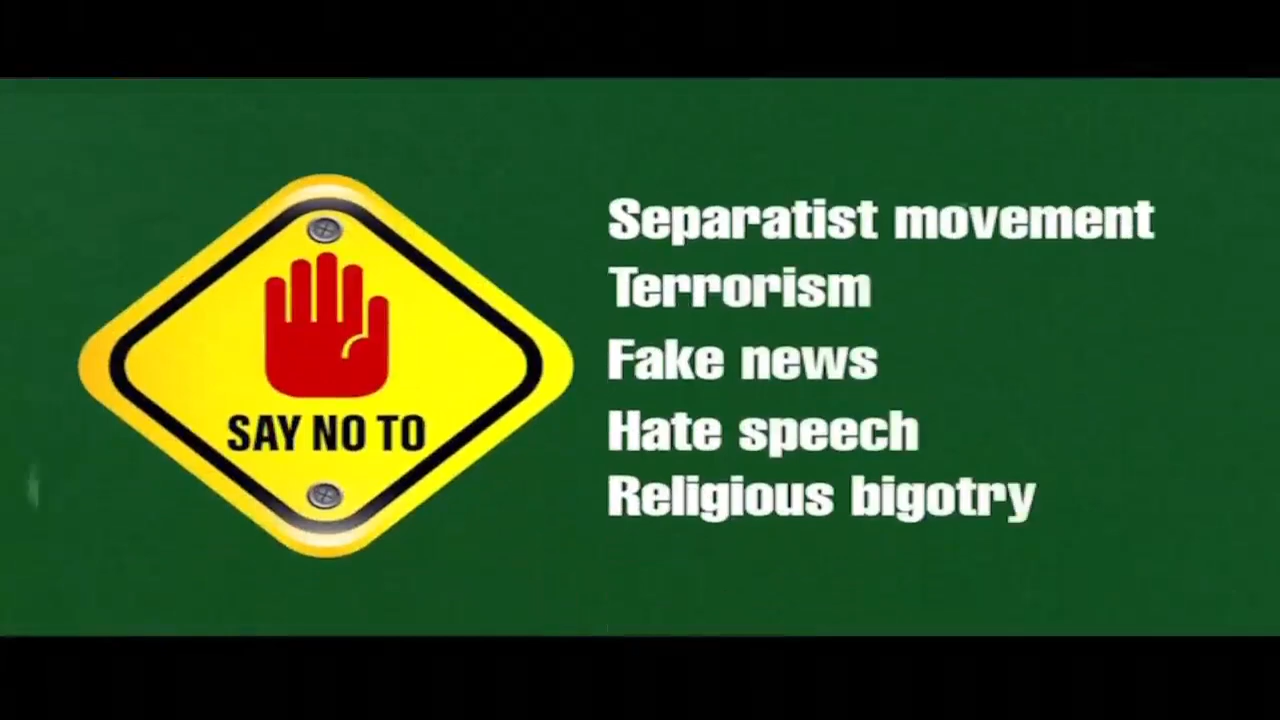 SAY NO TO
Separatist movement
Terrorism
Fake news
Hate speech
Religious bigotry